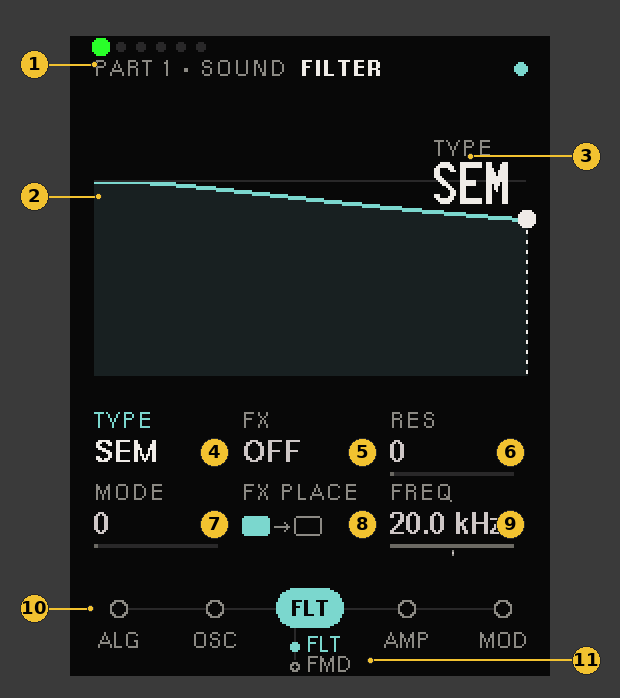 1 PART 1 · SOUND FILTER
TYPE 3
SEM
2
TYPE FX RES
SEM 4 OFF 5 0 6
MODE FX PLACE FREQ
0 7 → 8 20.0 kHz 9
10 FLT
ALG OSC FLT AMP MOD
FMD 11